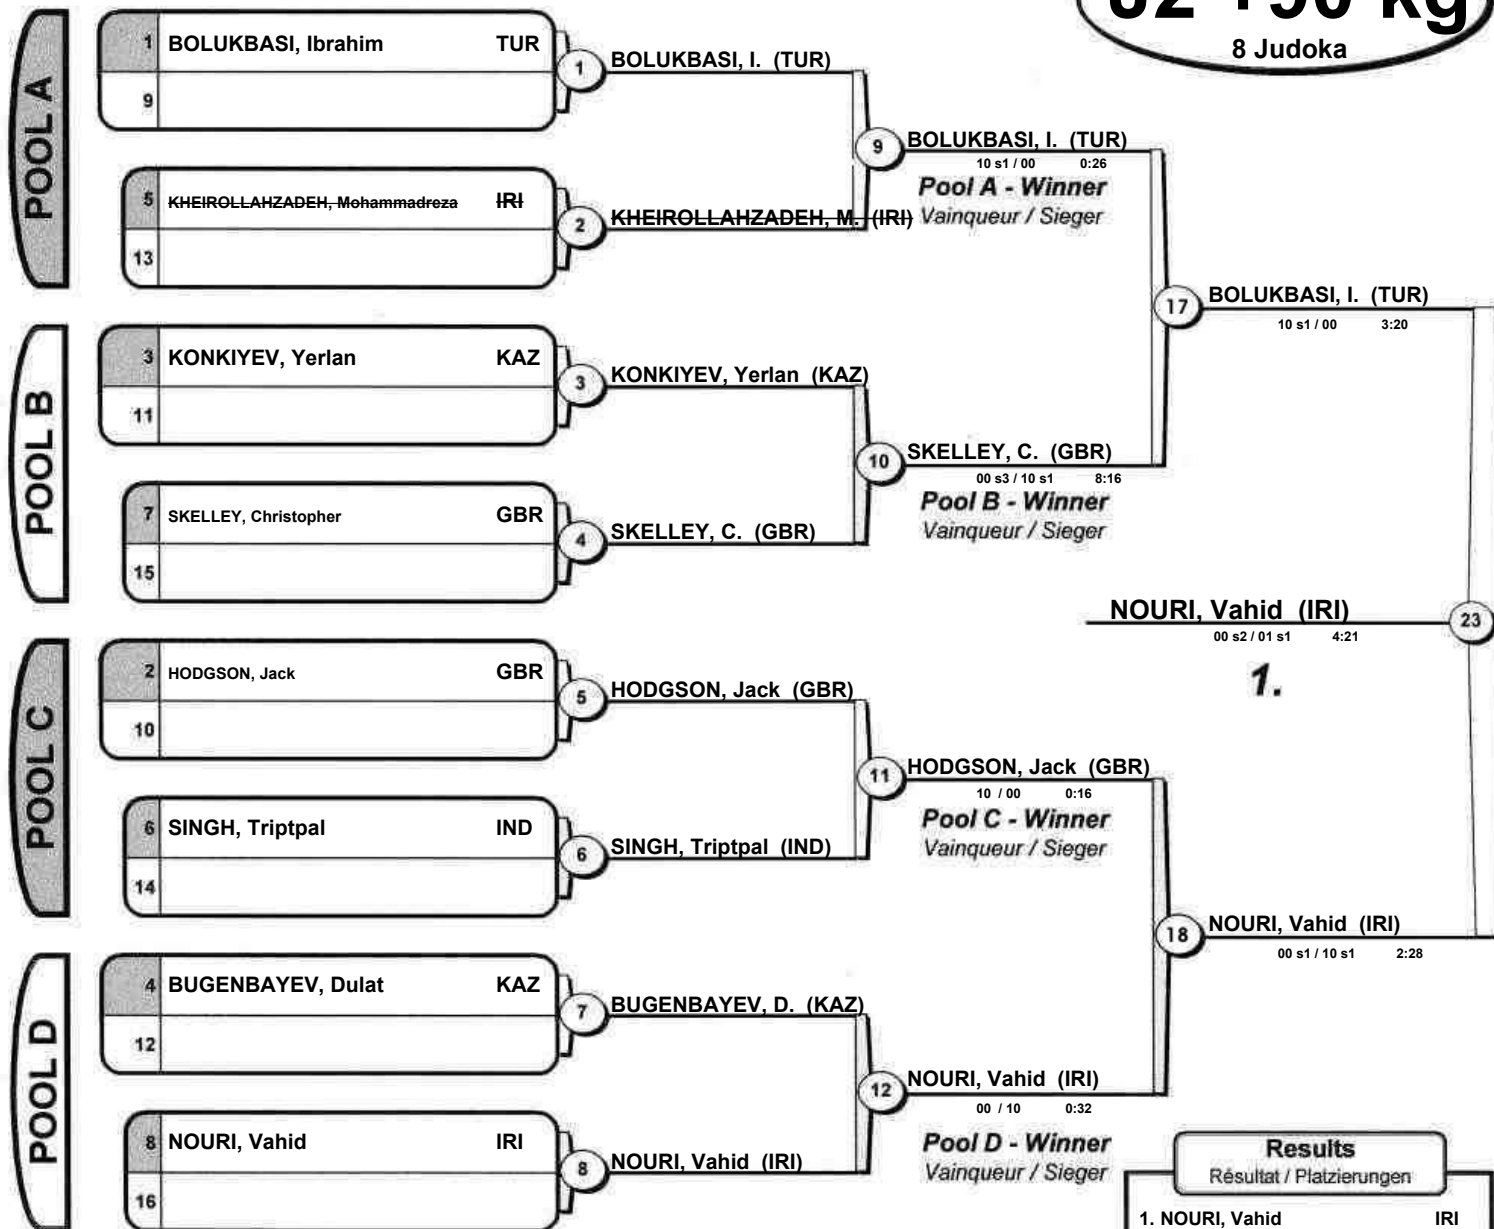 +90 kg
8 Judoka
POOL A
1 BOLUKBASI, Ibrahim TUR
9
5 KHEIROLLAHZADEH, Mohammadreza IRI
13
1 BOLUKBASI, I. (TUR)
2 KHEIROLLAHZADEH, M. (IRI)
9 BOLUKBASI, I. (TUR)
10 s1 / 00 0:26
Pool A - Winner
Vainqueur / Sieger
POOL B
3 KONKIYEV, Yerlan KAZ
11
7 SKELLEY, Christopher GBR
15
3 KONKIYEV, Yerlan (KAZ)
4 SKELLEY, C. (GBR)
10 SKELLEY, C. (GBR)
00 s3 / 10 s1 8:16
Pool B - Winner
Vainqueur / Sieger
17 BOLUKBASI, I. (TUR)
10 s1 / 00 3:20
NOURI, Vahid (IRI) 23
00 s2 / 01 s1 4:21
1.
POOL C
2 HODGSON, Jack GBR
10
6 SINGH, Triptpal IND
14
5 HODGSON, Jack (GBR)
6 SINGH, Triptpal (IND)
11 HODGSON, Jack (GBR)
10 / 00 0:16
Pool C - Winner
Vainqueur / Sieger
18 NOURI, Vahid (IRI)
00 s1 / 10 s1 2:28
POOL D
4 BUGENBAYEV, Dulat KAZ
12
8 NOURI, Vahid IRI
16
7 BUGENBAYEV, D. (KAZ)
8 NOURI, Vahid (IRI)
12 NOURI, Vahid (IRI)
00 / 10 0:32
Pool D - Winner
Vainqueur / Sieger
Results
Résultat / Platzierungen
1. NOURI, Vahid IRI